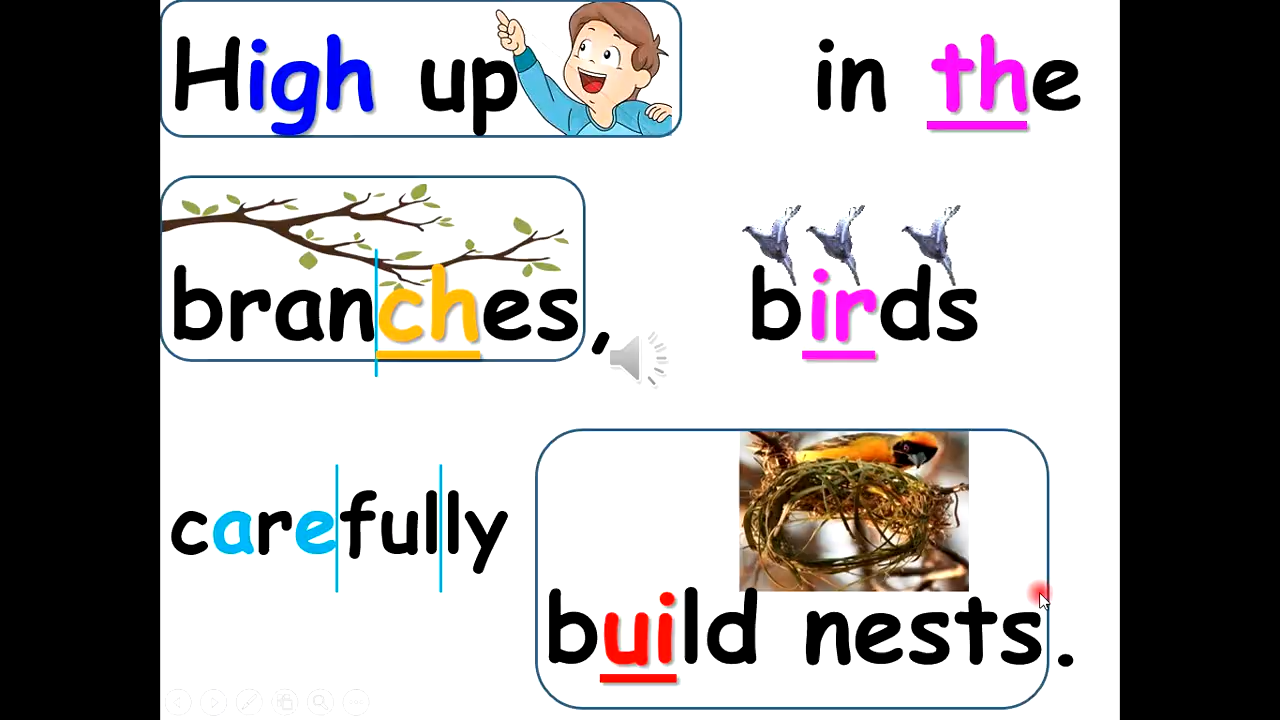 High up in the
branches, birds
carefully
build nests.